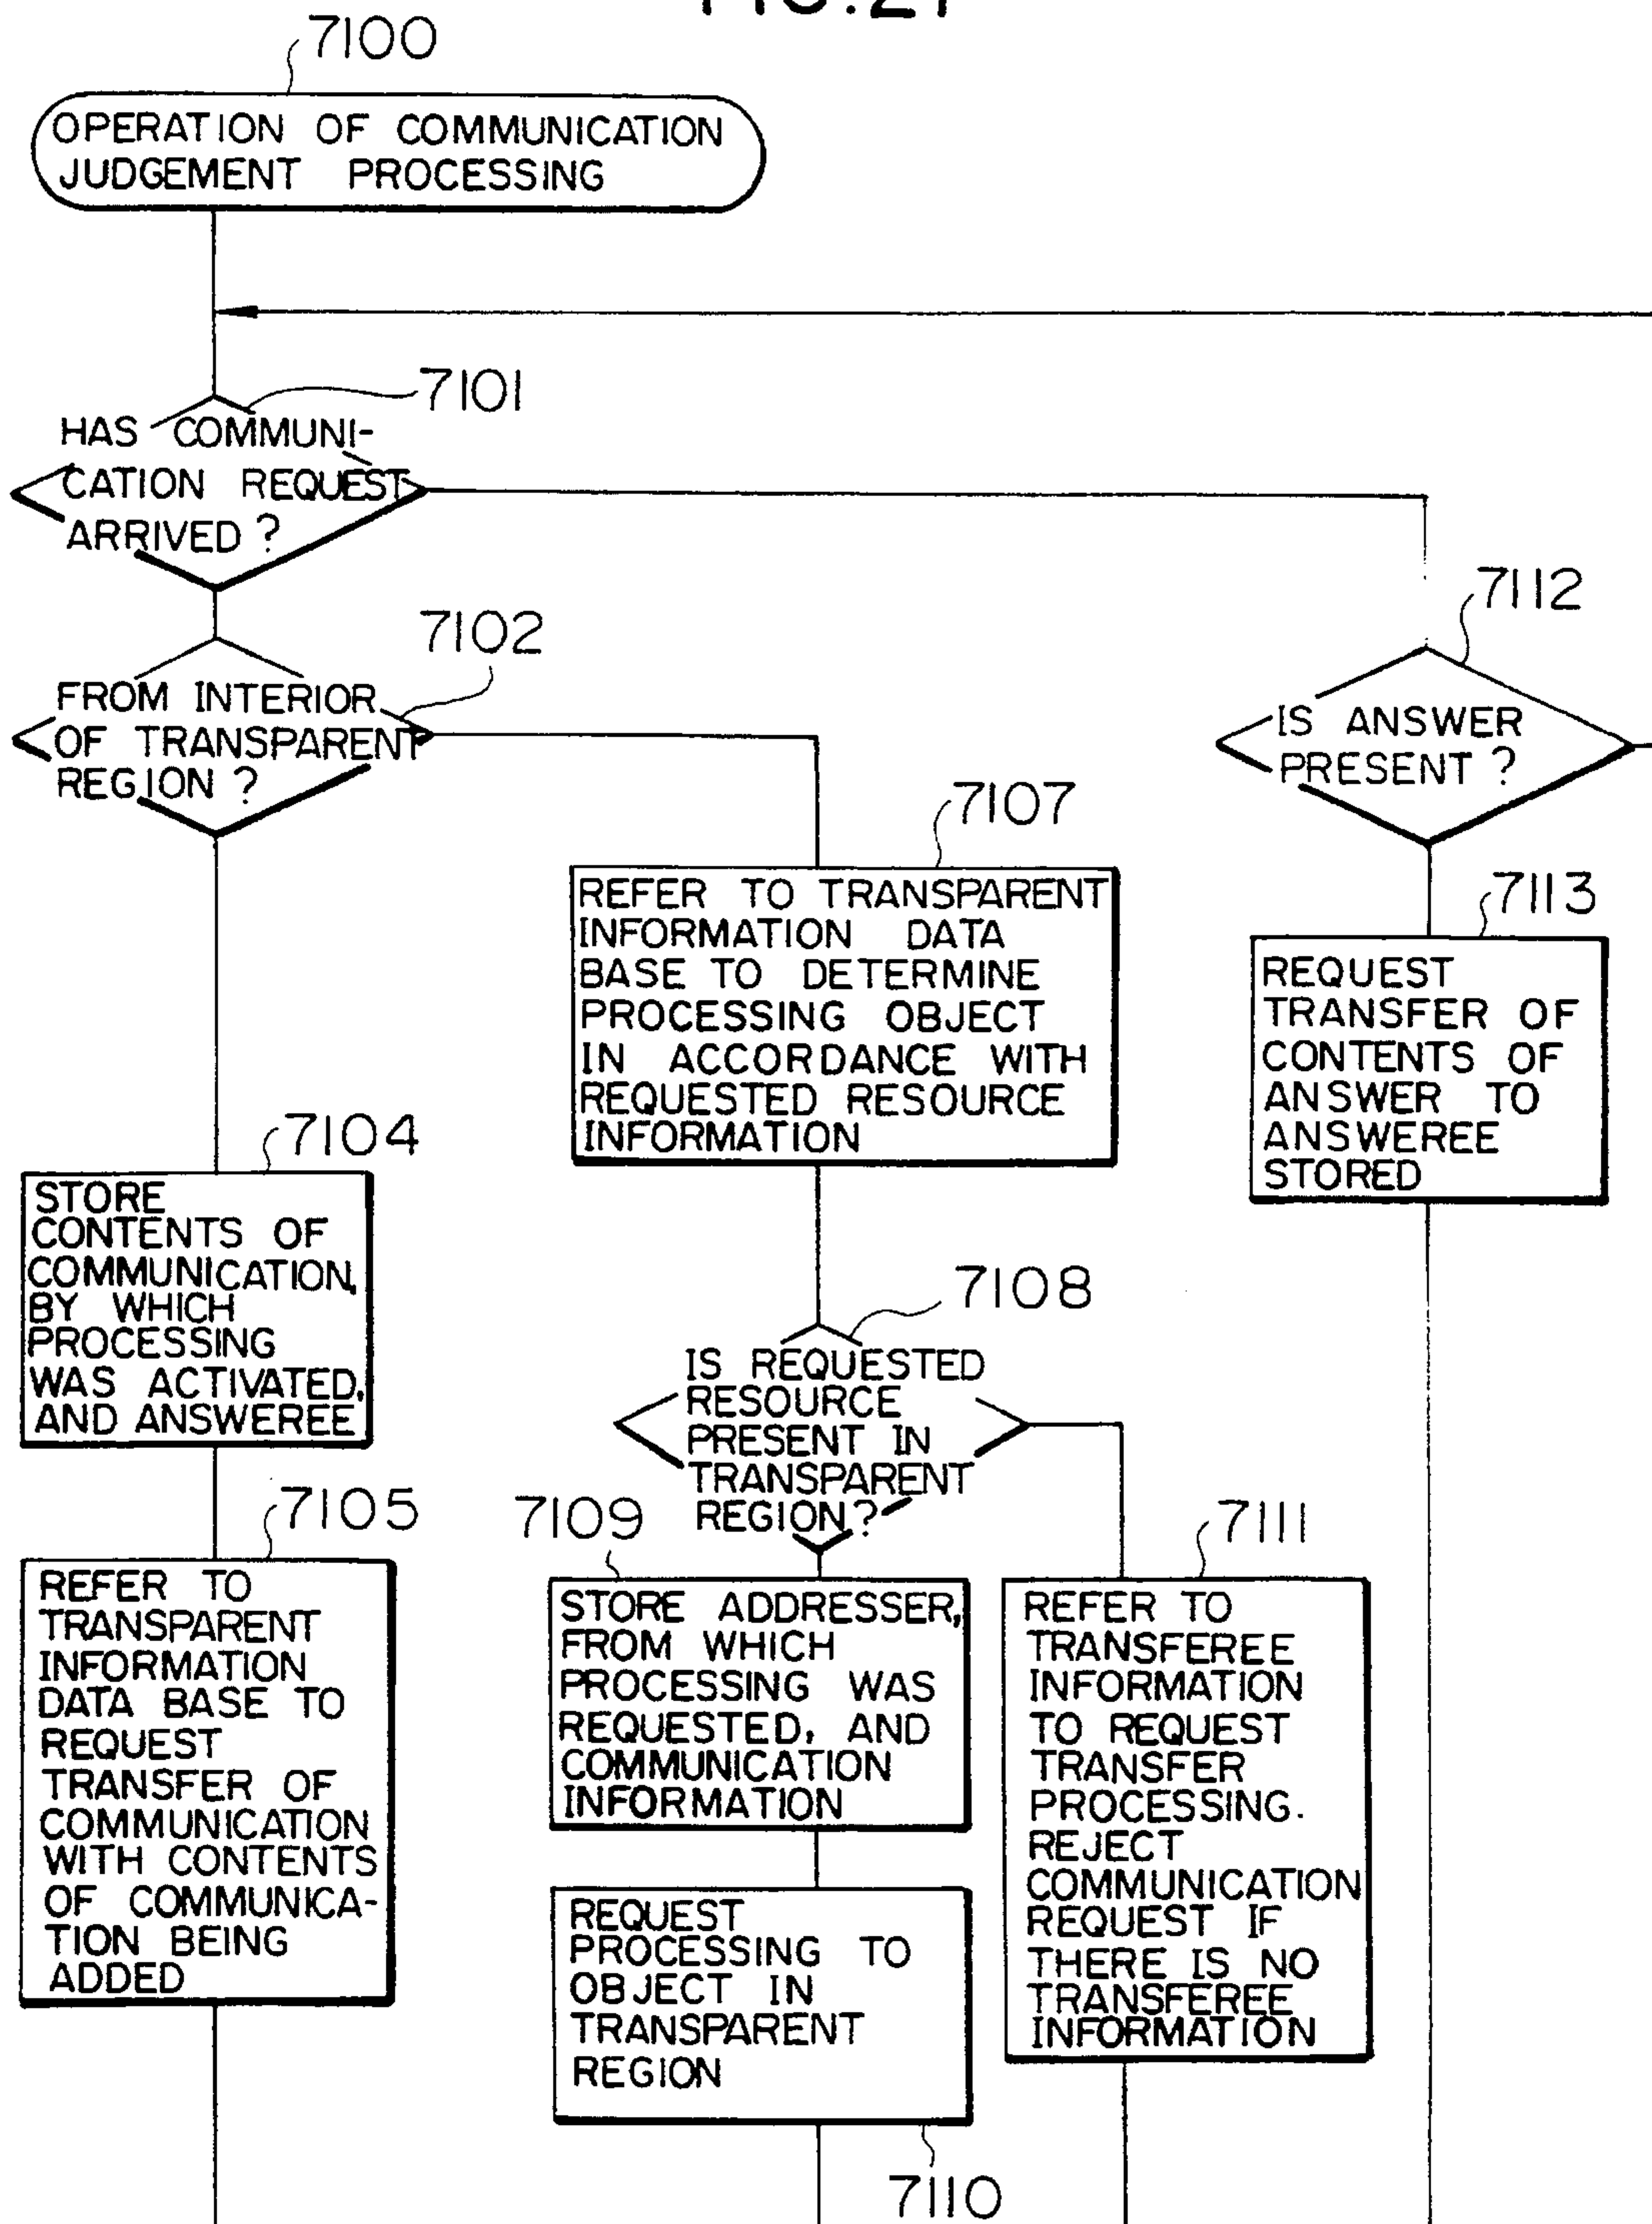 7100
OPERATION OF COMMUNICATION
JUDGEMENT PROCESSING
7101
HAS COMMUNI-
CATION REQUEST
ARRIVED ?
7102
FROM INTERIOR
OF TRANSPARENT
REGION ?
7112
IS ANSWER
PRESENT ?
7107
REFER TO TRANSPARENT
INFORMATION DATA
BASE TO DETERMINE
PROCESSING OBJECT
IN ACCORDANCE WITH
REQUESTED RESOURCE
INFORMATION
7113
REQUEST
TRANSFER OF
CONTENTS OF
ANSWER TO
ANSWEREE
STORED
7104
STORE
CONTENTS OF
COMMUNICATION,
BY WHICH
PROCESSING
WAS ACTIVATED,
AND ANSWEREE
7108
IS REQUESTED
RESOURCE
PRESENT IN
TRANSPARENT
REGION?
7105
REFER TO
TRANSPARENT
INFORMATION
DATA BASE TO
REQUEST
TRANSFER OF
COMMUNICATION
WITH CONTENTS
OF COMMUNICA-
TION BEING
ADDED
7109
STORE ADDRESSER,
FROM WHICH
PROCESSING WAS
REQUESTED, AND
COMMUNICATION
INFORMATION
7111
REFER TO
TRANSFEREE
INFORMATION
TO REQUEST
TRANSFER
PROCESSING.
REJECT
COMMUNICATION
REQUEST IF
THERE IS NO
TRANSFEREE
INFORMATION
REQUEST
PROCESSING TO
OBJECT IN
TRANSPARENT
REGION
7110